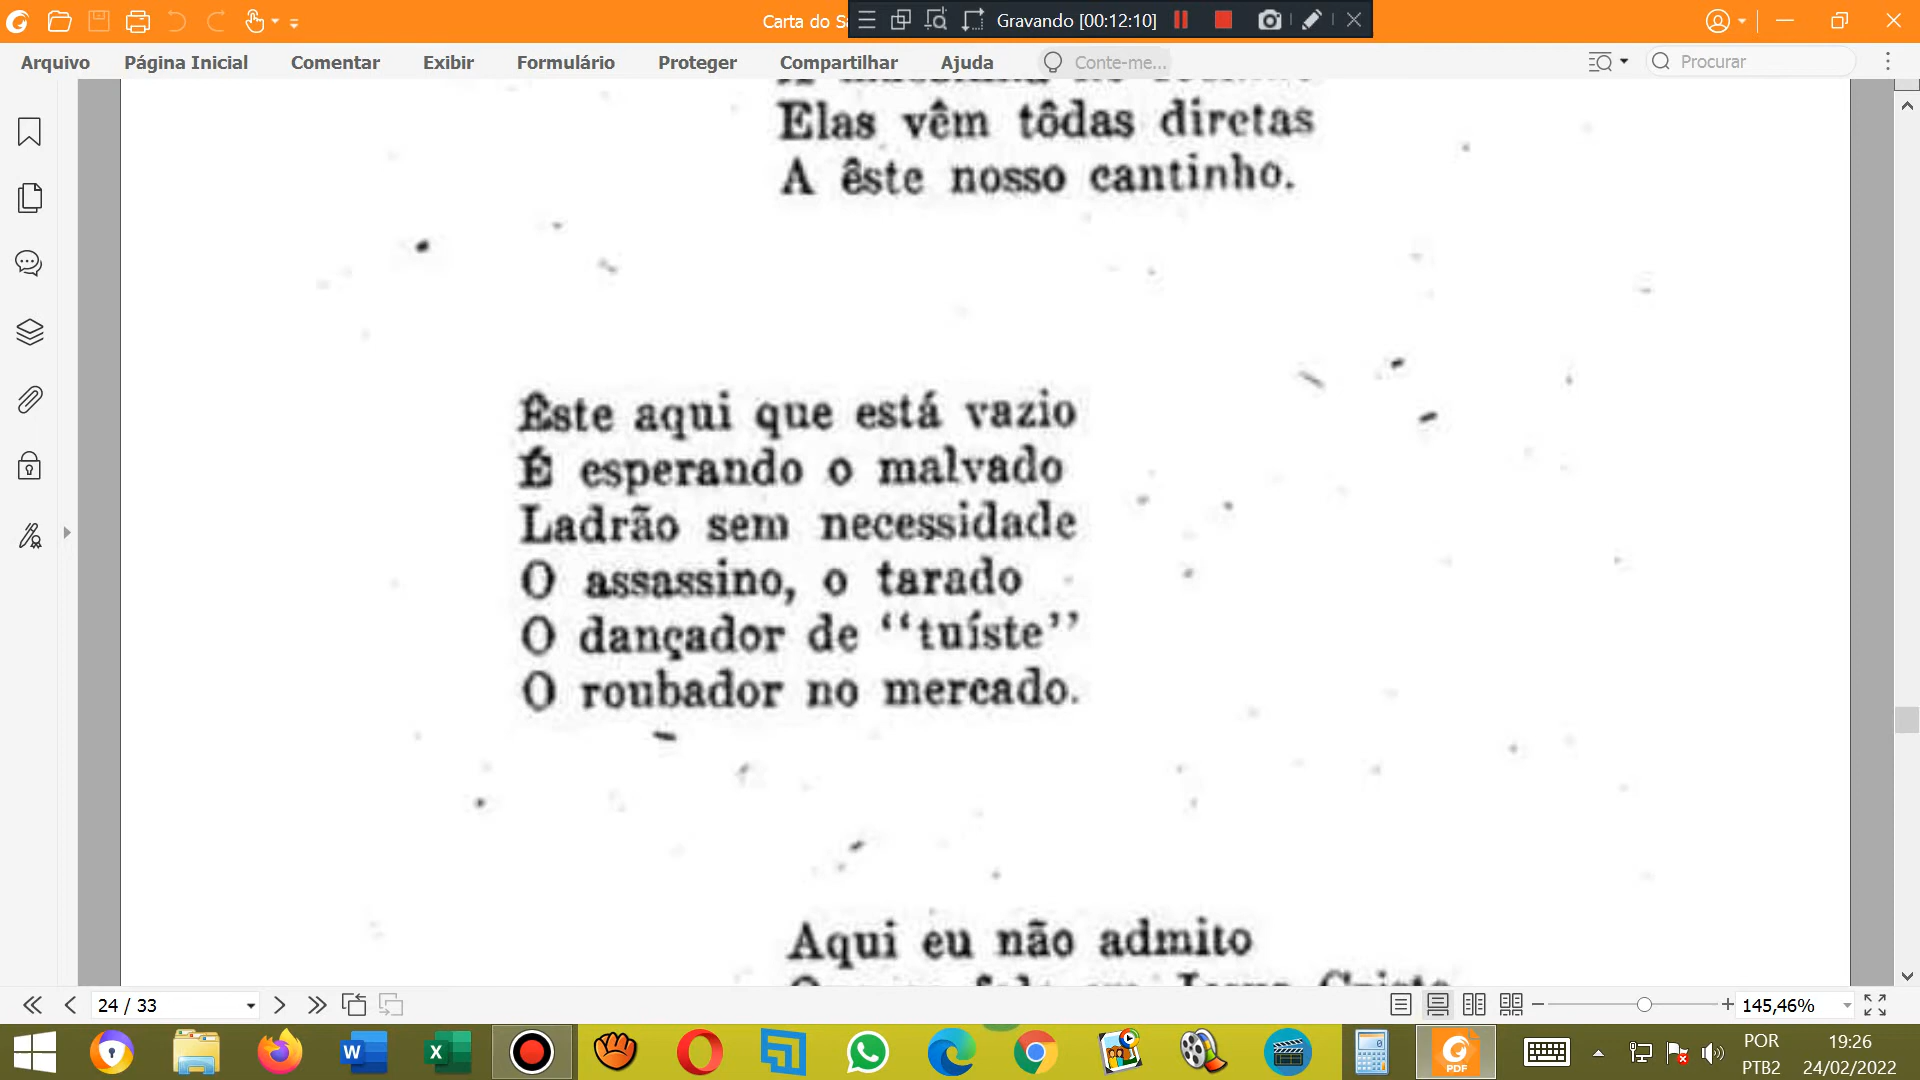 Carta do Sa
Gravando [00:12:10]
Arquivo Página Inicial Comentar Exibir Formulário Proteger Compartilhar Ajuda Conte-me... Procurar
Elas vêm tôdas diretas
A êste nosso cantinho.
Êste aqui que está vazio
É esperando o malvado
Ladrão sem necessidade
O assassino, o tarado
O dançador de "tuíste"
O roubador no mercado.
Aqui eu não admito
24 / 33
145,46%
POR 19:26
PTB2 24/02/2022